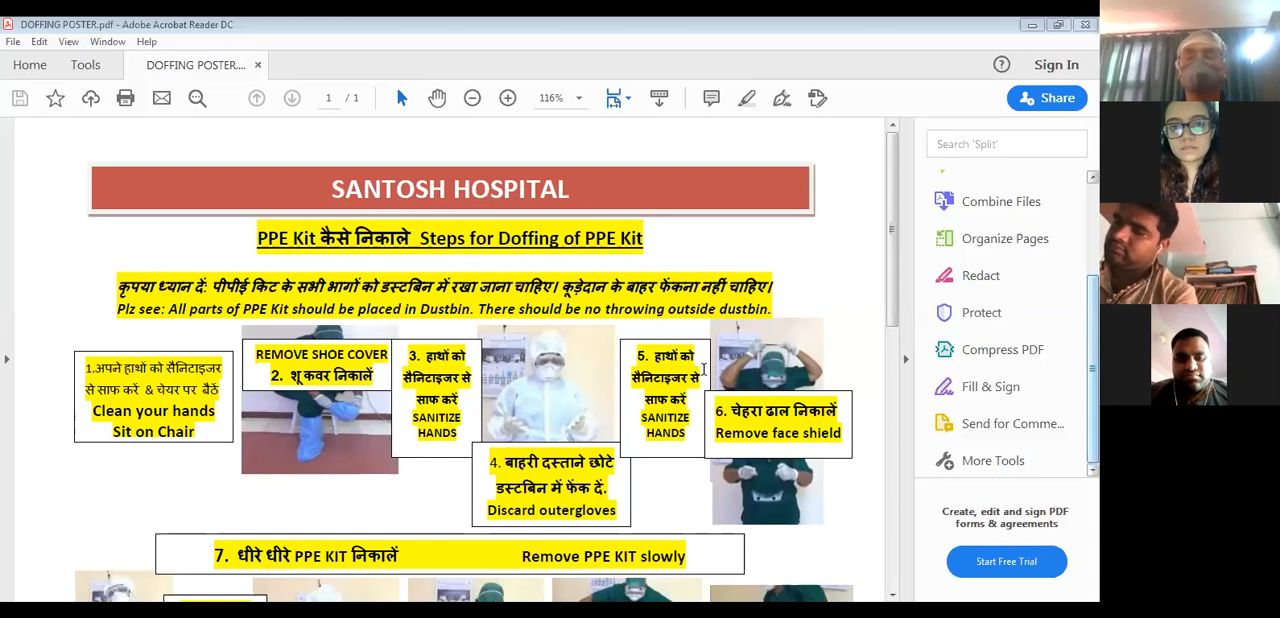 DOFFING POSTER.pdf - Adobe Acrobat Reader DC
File Edit View Window Help
Home Tools DOFFING POSTER.... × Sign In
1 / 1 116% Share
SANTOSH HOSPITAL
PPE Kit कैसे निकाले Steps for Doffing of PPE Kit
कृपया ध्यान दें: पीपीई किट के सभी भागों को डस्टबिन में रखा जाना चाहिए। कूड़ेदान के बाहर फेंकना नहीं चाहिए।
Plz see: All parts of PPE Kit should be placed in Dustbin. There should be no throwing outside dustbin.
1.अपने हाथों को सैनिटाइजर
से साफ करें & चेयर पर बैठें
Clean your hands
Sit on Chair
REMOVE SHOE COVER
2. शू कवर निकालें
3. हाथों को
सैनिटाइजर से
साफ करें
SANITIZE
HANDS
4. बाहरी दस्ताने छोटे
डस्टबिन में फेंक दें.
Discard outergloves
5. हाथों को
सैनिटाइजर से
साफ करें
SANITIZE
HANDS
6. चेहरा ढाल निकालें
Remove face shield
7. धीरे धीरे PPE KIT निकालें Remove PPE KIT slowly
Search 'Split'
Combine Files
Organize Pages
Redact
Protect
Compress PDF
Fill & Sign
Send for Comme...
More Tools
Create, edit and sign PDF
forms & agreements
Start Free Trial